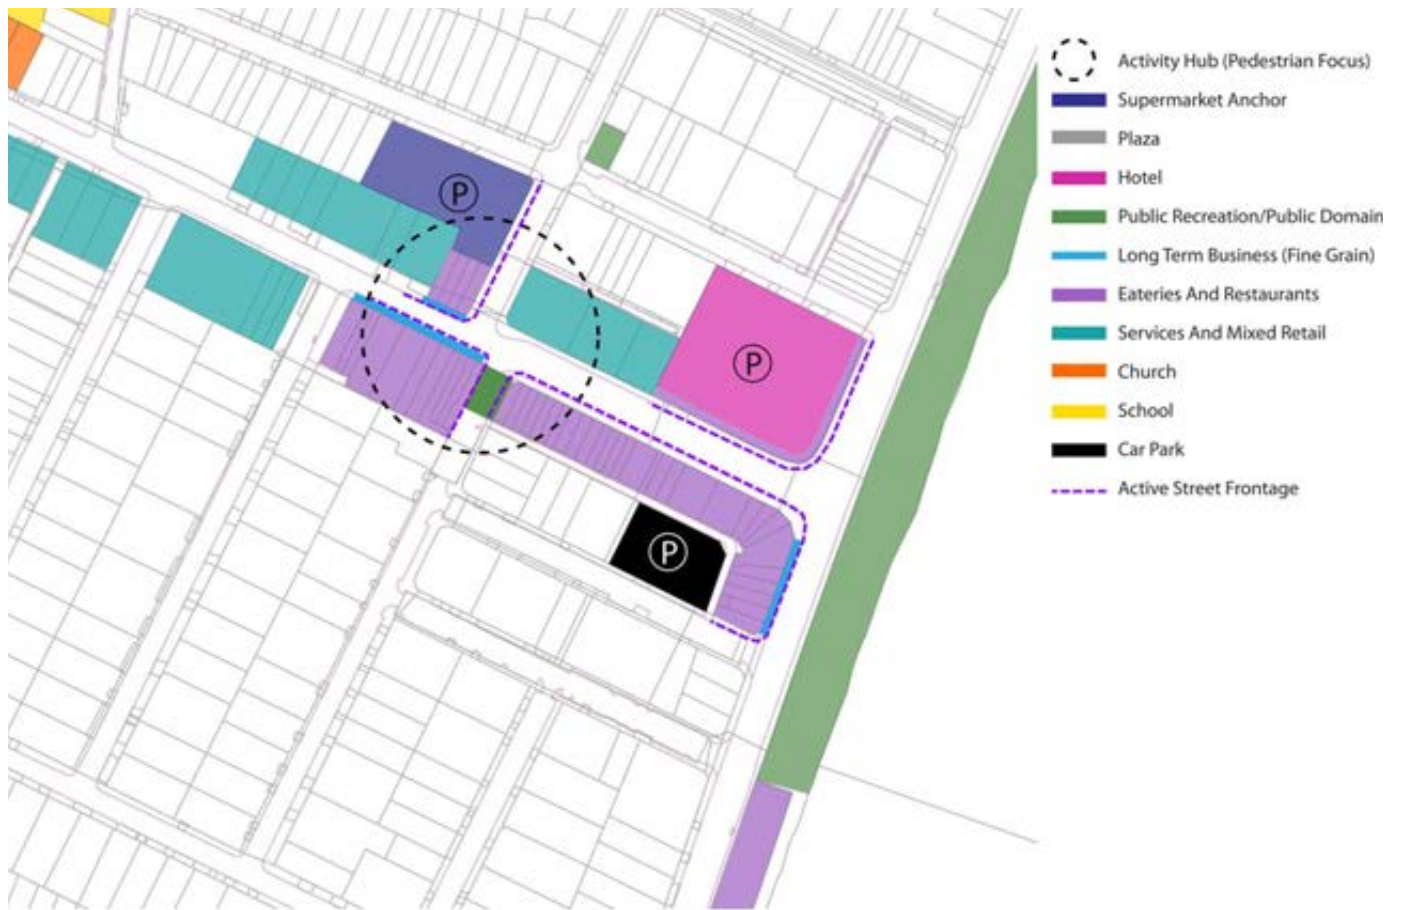 Activity Hub (Pedestrian Focus)
Supermarket Anchor
Plaza
Hotel
Public Recreation/Public Domain
Long Term Business (Fine Grain)
Eateries And Restaurants
Services And Mixed Retail
Church
School
Car Park
Active Street Frontage
P
P
P